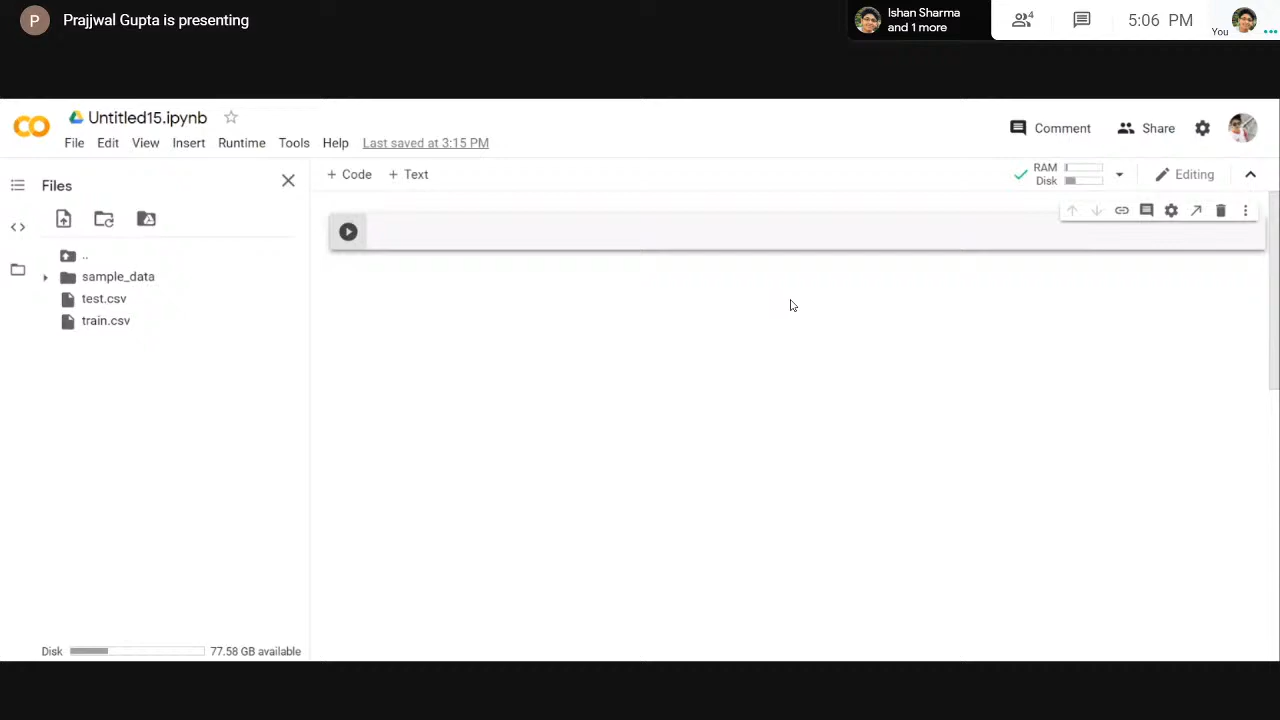 P
Prajjwal Gupta is presenting
Ishan Sharma
and 1 more
4
5:06 PM
You
Untitled15.ipynb
File Edit View Insert Runtime Tools Help Last saved at 3:15 PM
Comment
Share
Files
+ Code + Text
RAM
Disk
Editing
..
sample_data
test.csv
train.csv
Disk
77.58 GB available